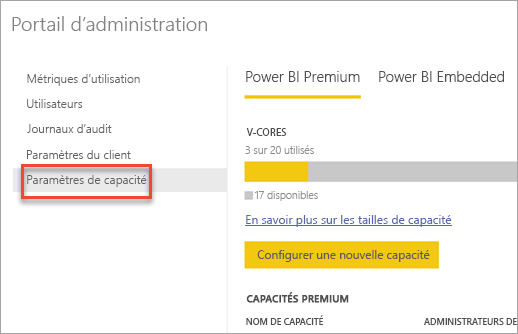 Portail d'administration
Métriques d'utilisation
Utilisateurs
Journaux d'audit
Paramètres du client
Paramètres de capacité
Power BI Premium Power BI Embedded
V-CORES
3 sur 20 utilisés
17 disponibles
En savoir plus sur les tailles de capacité
Configurer une nouvelle capacité
CAPACITÉS PREMIUM
NOM DE CAPACITÉ ADMINISTRATEURS DE